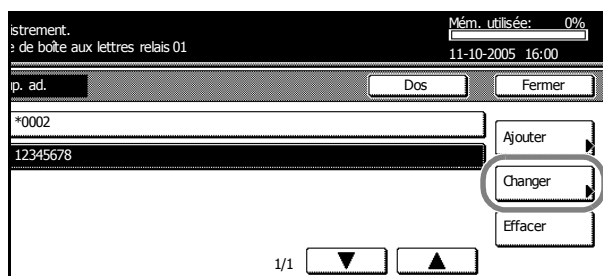 istrement.
e de boîte aux lettres relais 01
Mém. utilisée: 0%
11-10-2005 16:00
p. ad.
Dos
Fermer
*0002
12345678
Ajouter
Changer
Effacer
1/1